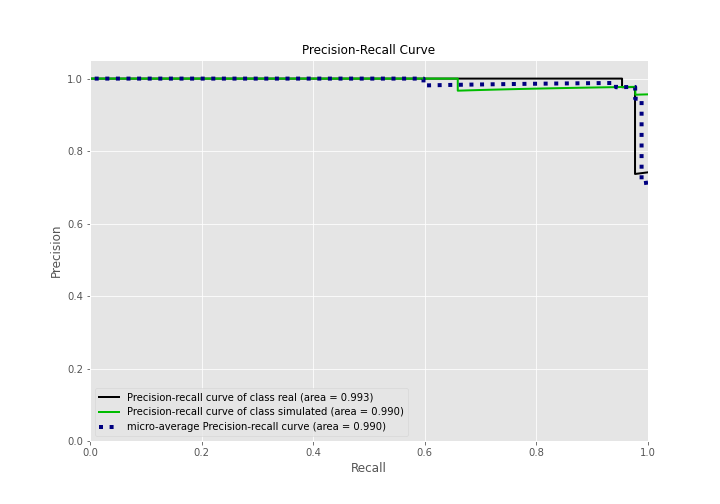 Precision-Recall Curve
1.0
0.8
0.6
0.4
0.2
0.0
Precision
Precision-recall curve of class real (area = 0.993)
Precision-recall curve of class simulated (area = 0.990)
micro-average Precision-recall curve (area = 0.990)
0.0 0.2 0.4 0.6 0.8 1.0
Recall